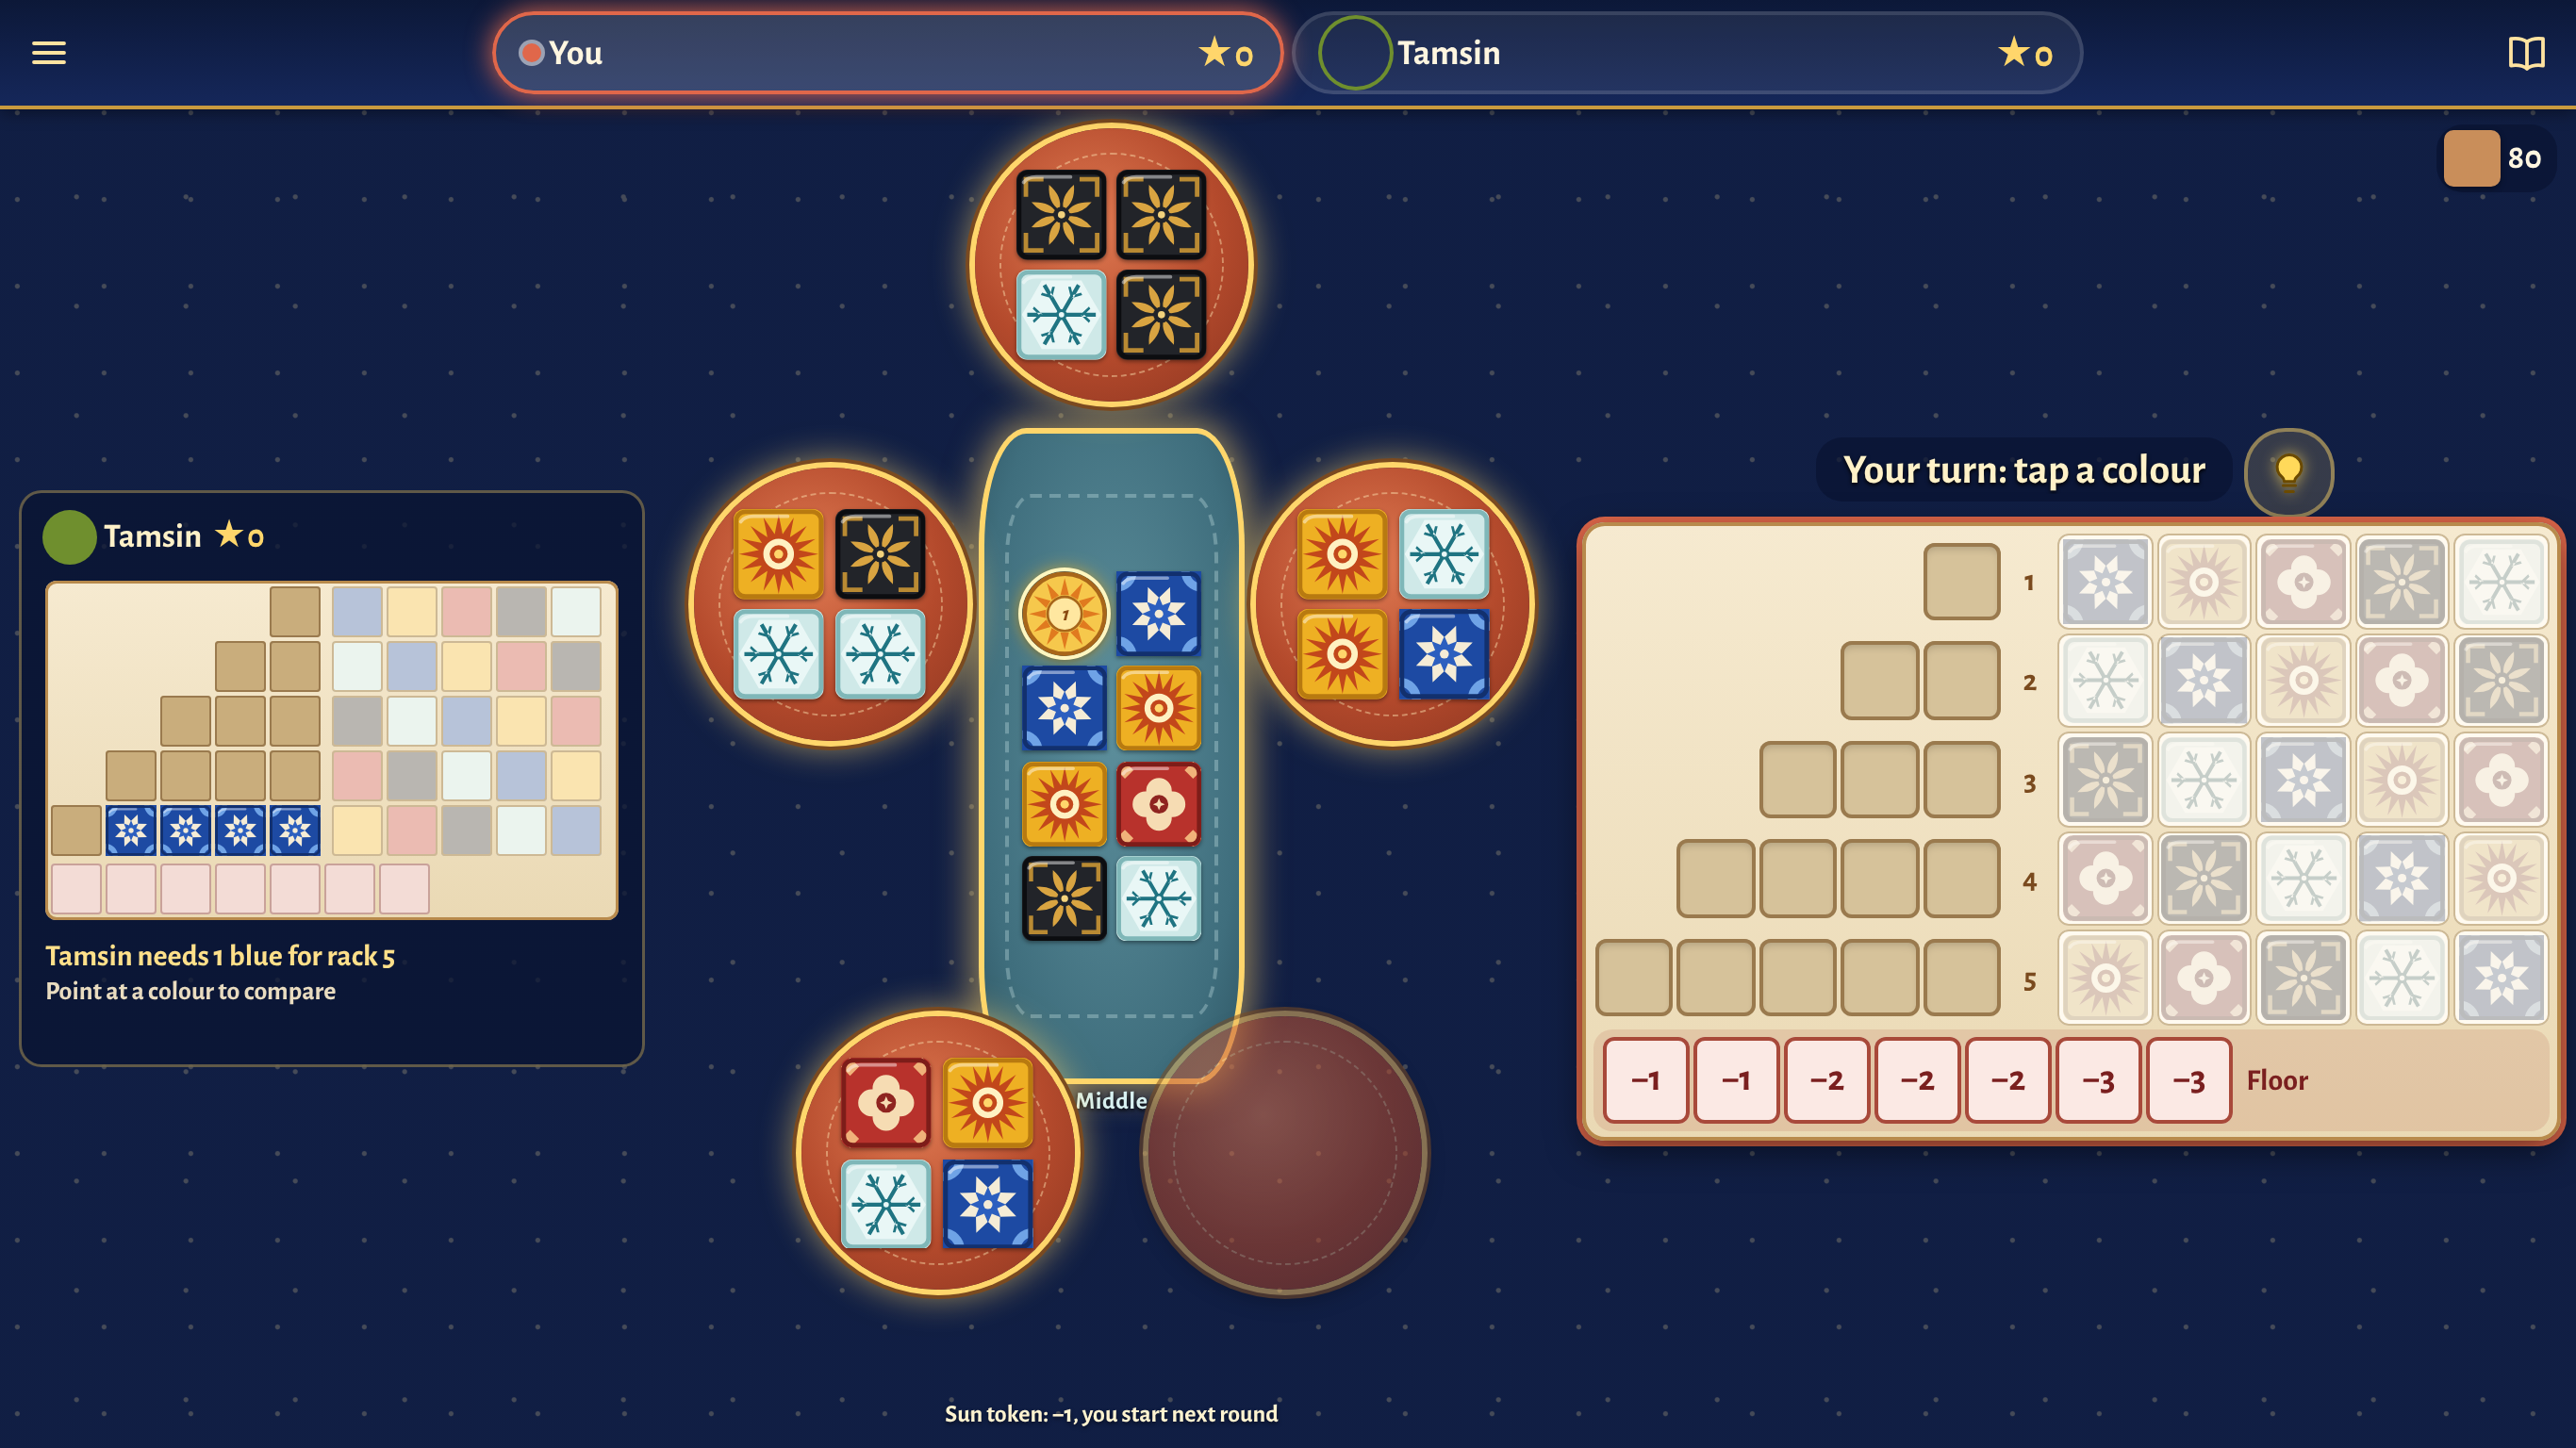 You ★0
Tamsin ★0
80
Your turn: tap a colour
Tamsin ★0
Tamsin needs 1 blue for rack 5
Point at a colour to compare
1
1
2
3
4
5
−1 −1 −2 −2 −2 −3 −3 Floor
Middle
Sun token: −1, you start next round